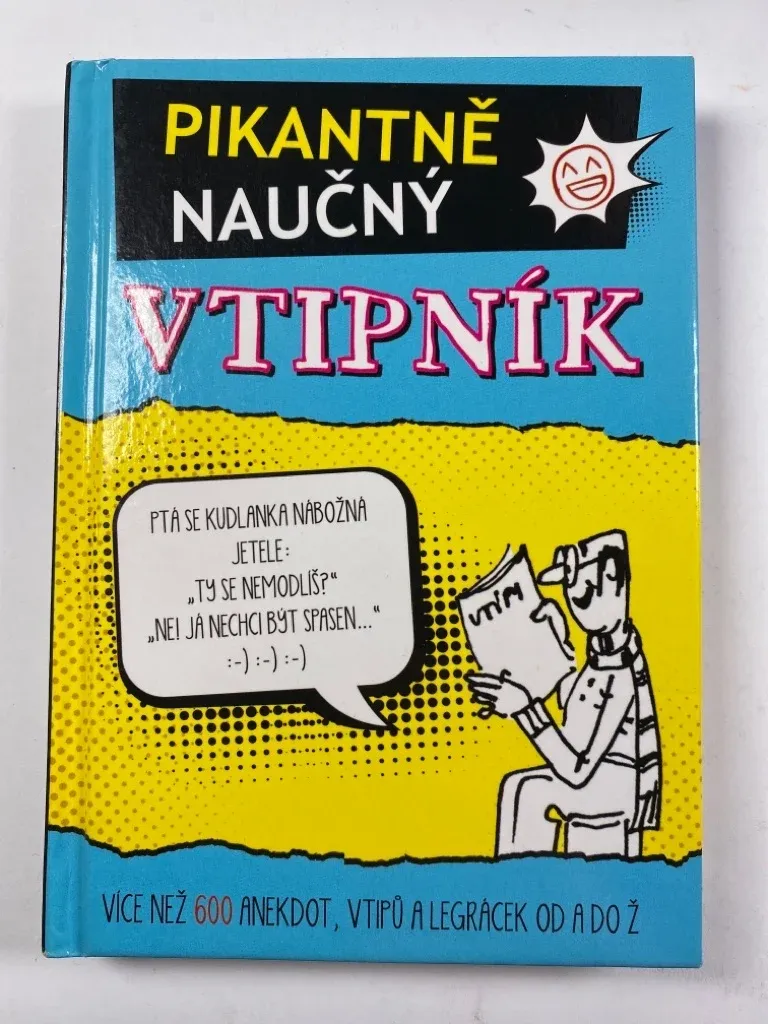 PIKANTNĚ
NAUČNÝ
VTIPNÍK
PTÁ SE KUDLANKA NÁBOŽNÁ
JETELE:
„TY SE NEMODLÍŠ?“
„NE! JÁ NECHCI BÝT SPASEN...“
:-) :-) :-)
VTIPY
VÍCE NEŽ 600 ANEKDOT, VTIPŮ A LEGRÁCEK OD A DO Ž